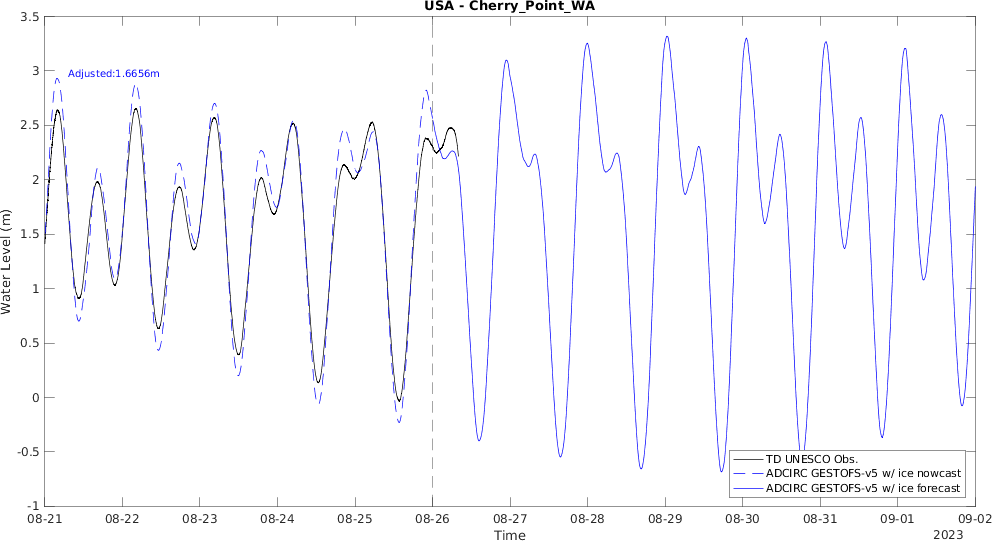 USA - Cherry_Point_WA
Water Level (m)
3.5
3
2.5
2
1.5
1
0.5
0
-0.5
-1
Adjusted:1.6656m
TD UNESCO Obs.
ADCIRC GESTOFS-v5 w/ ice nowcast
ADCIRC GESTOFS-v5 w/ ice forecast
08-21 08-22 08-23 08-24 08-25 08-26 08-27 08-28 08-29 08-30 08-31 09-01 09-02
Time
2023